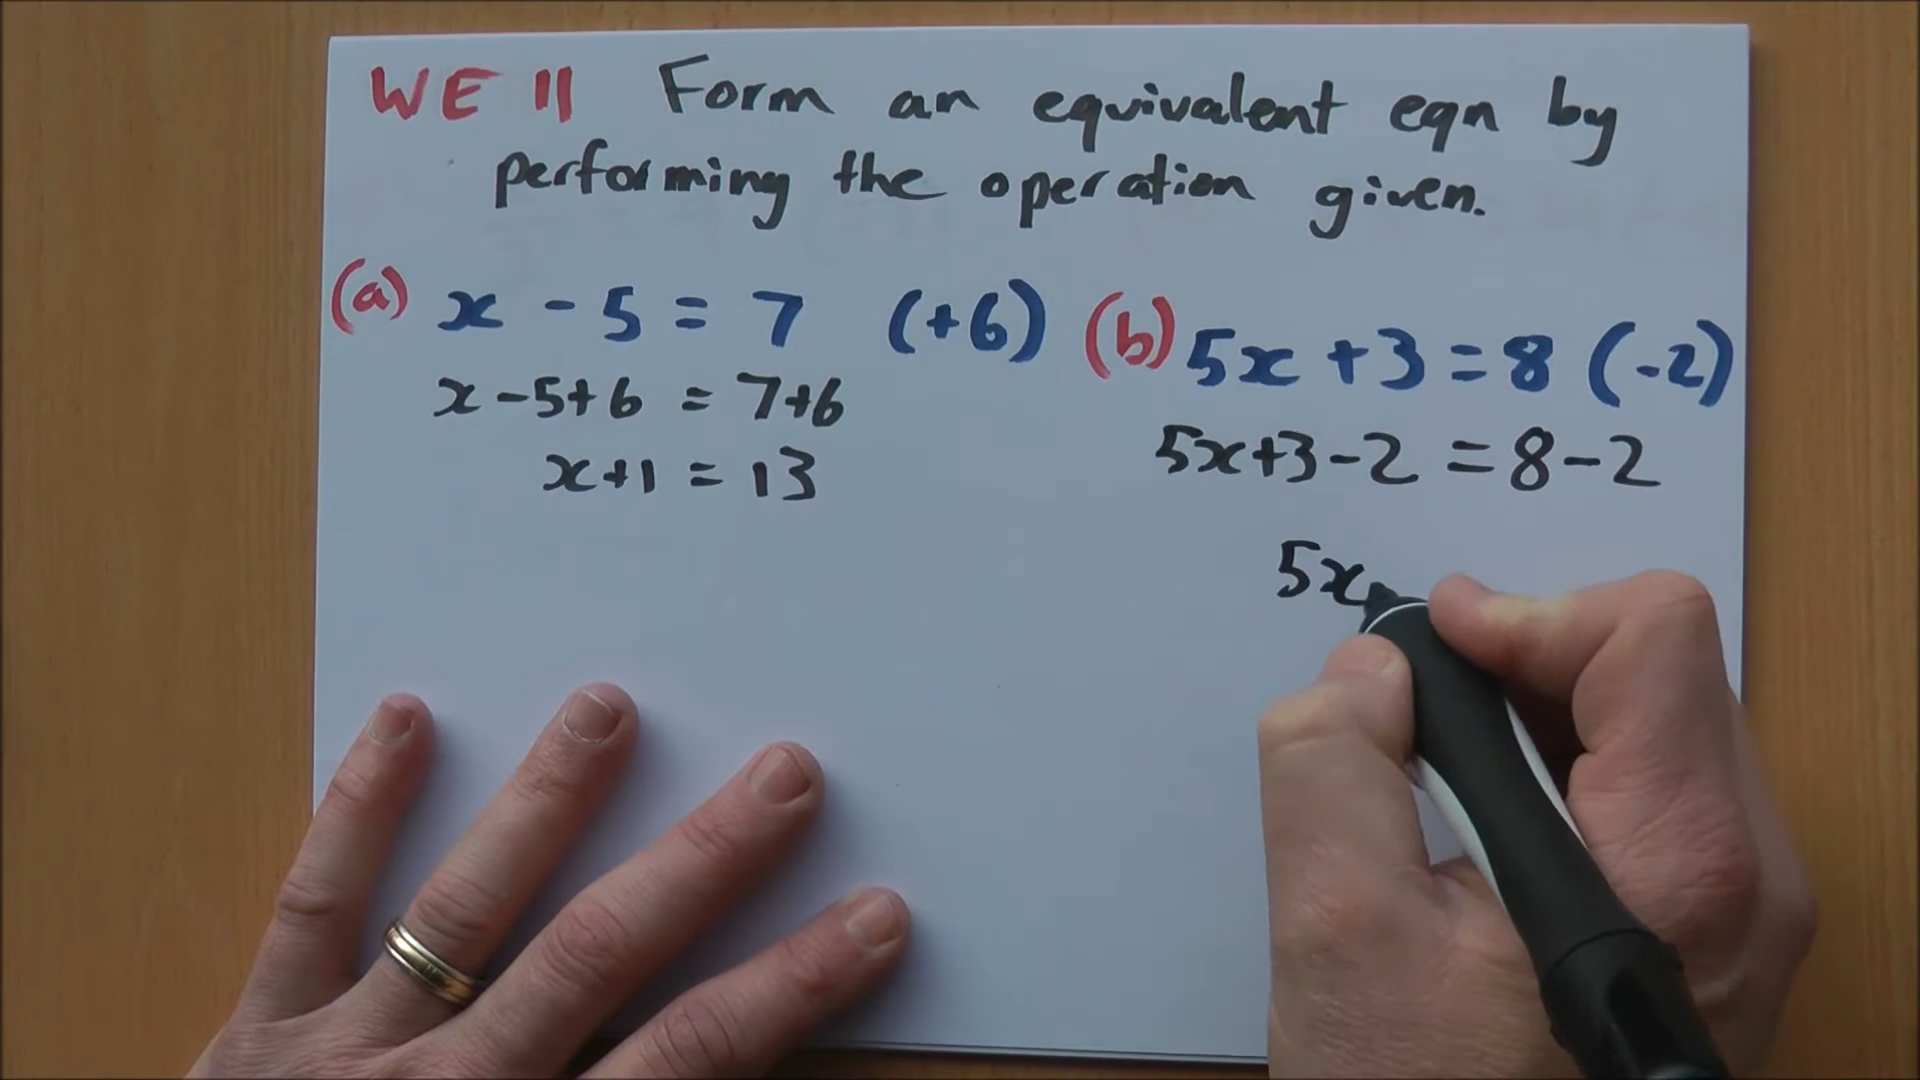 WE 11 Form an equivalent eqn by
performing the operation given.
(a) x - 5 = 7 (+6)
x - 5 + 6 = 7 + 6
x + 1 = 13
(b) 5x + 3 = 8 (-2)
5x + 3 - 2 = 8 - 2
5x